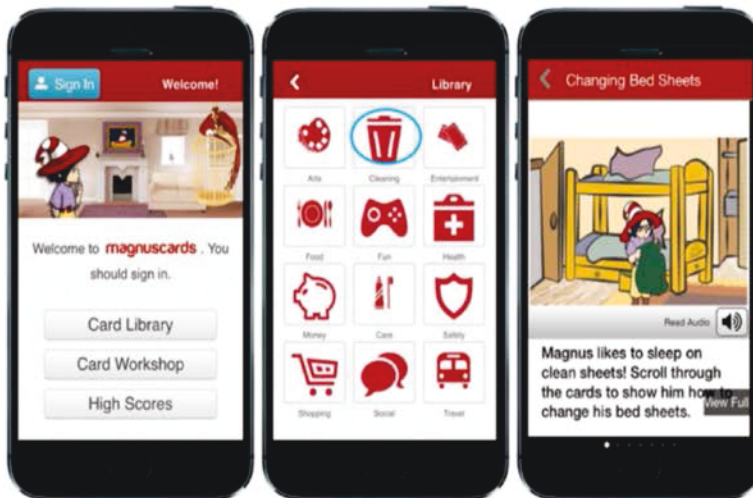 Sign In
Welcome!
Welcome to magnuscards . You
should sign in.
Card Library
Card Workshop
High Scores
Library
Arts
Cleaning
Entertainment
Food
Fun
Health
Money
Care
Safety
Shopping
Social
Travel
Changing Bed Sheets
Read Audio
Magnus likes to sleep on
clean sheets! Scroll through
the cards to show him how to
change his bed sheets.
View Full